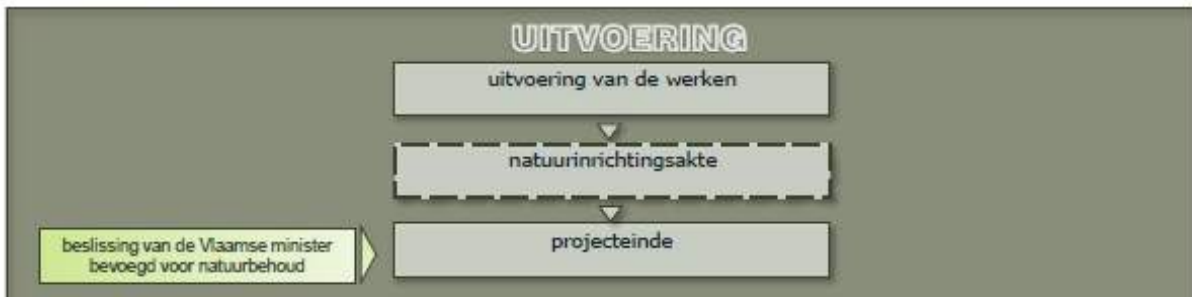 UITVOERING
uitvoering van de werken
natuurinrichtingsakte
projecteinde
beslissing van de Vlaamse minister
bevoegd voor natuurbehoud